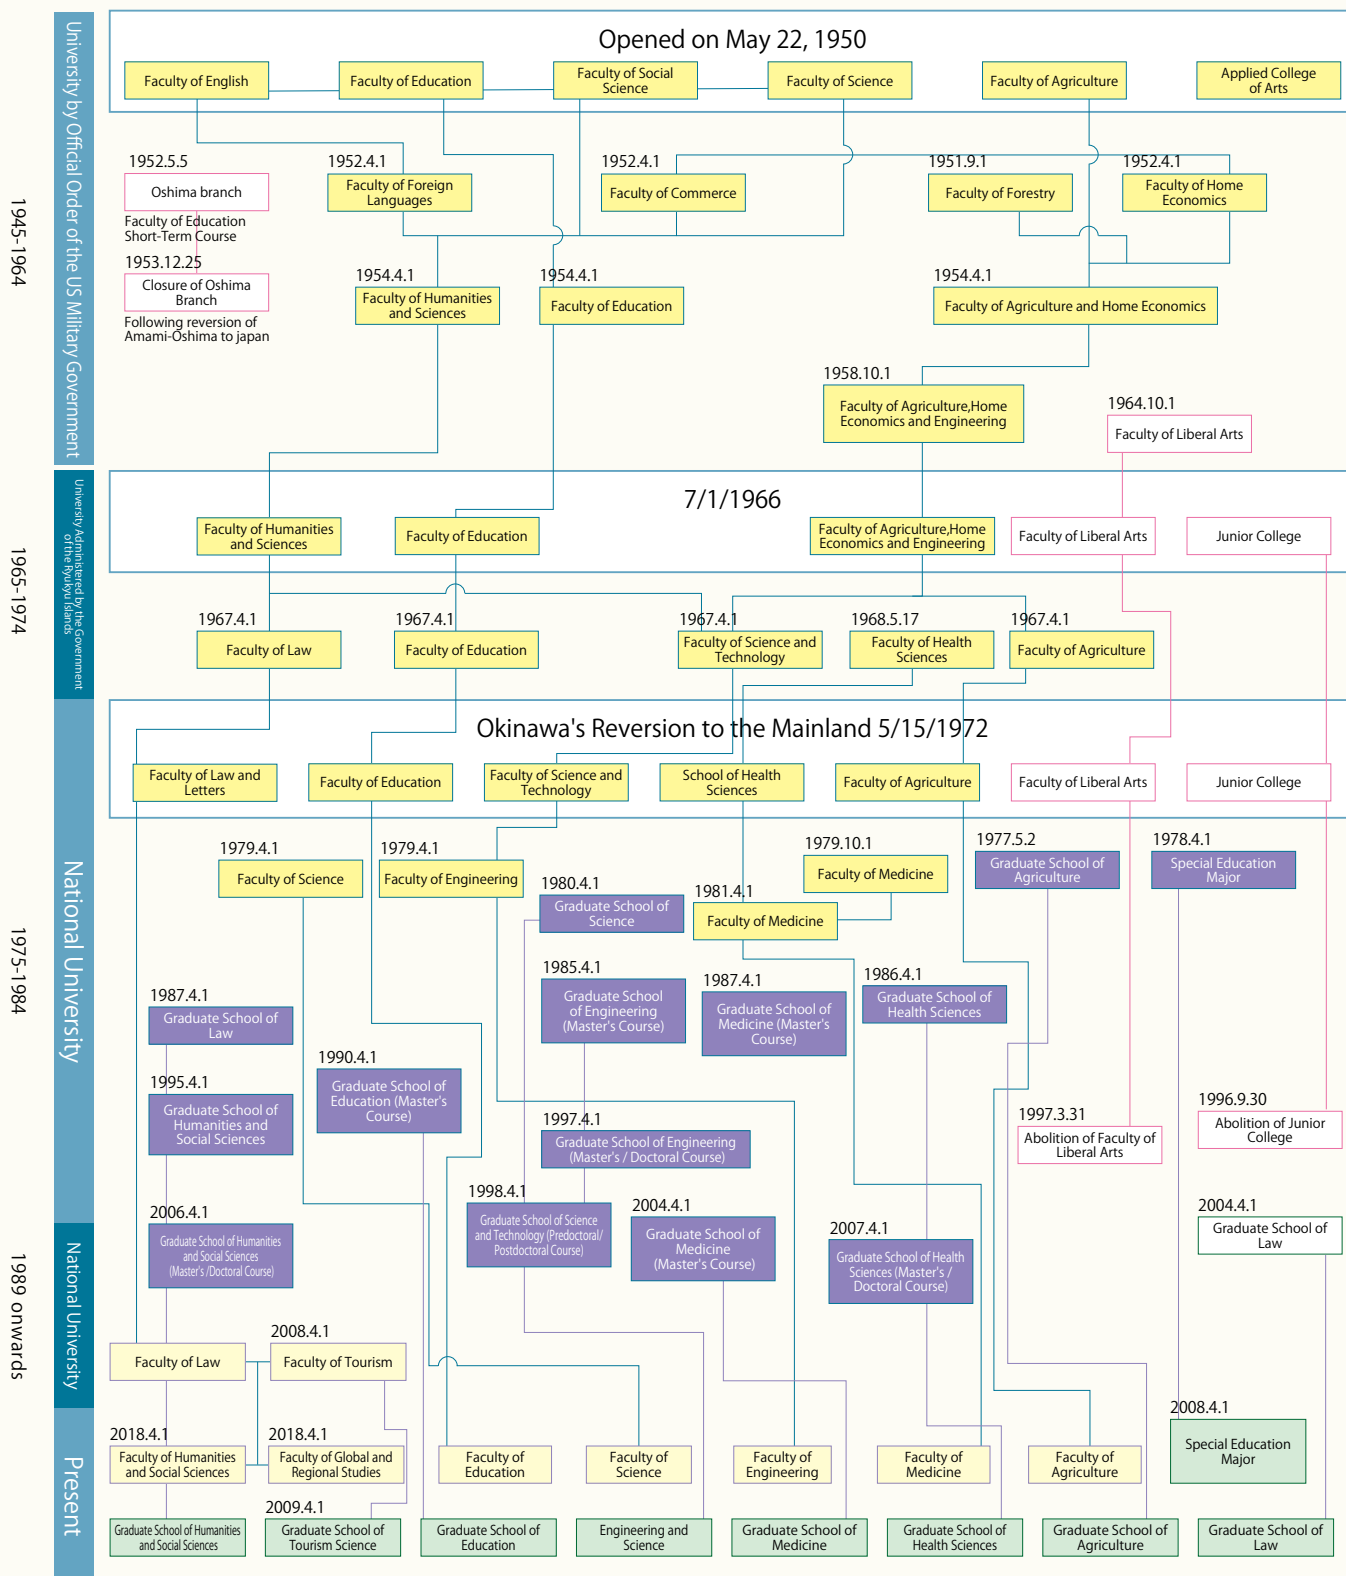 University by Official Order of the US Military Government
1945-1964
Opened on May 22, 1950
Faculty of English
Faculty of Education
Faculty of Social
Science
Faculty of Science
Faculty of Agriculture
Applied College
of Arts
1952.5.5
Oshima branch
Faculty of Education
Short-Term Course
1953.12.25
Closure of Oshima
Branch
Following reversion of
Amami-Oshima to japan
1952.4.1
Faculty of Foreign
Languages
1952.4.1
Faculty of Commerce
1951.9.1
Faculty of Forestry
1952.4.1
Faculty of Home
Economics
1954.4.1
Faculty of Humanities
and Sciences
1954.4.1
Faculty of Education
1954.4.1
Faculty of Agriculture and Home Economics
1958.10.1
Faculty of Agriculture,Home
Economics and Engineering
1964.10.1
Faculty of Liberal Arts
University Administered by the Government
of the Ryukyu Islands
1965-1974
7/1/1966
Faculty of Humanities
and Sciences
Faculty of Education
Faculty of Agriculture,Home
Economics and Engineering
Faculty of Liberal Arts
Junior College
1967.4.1
Faculty of Law
1967.4.1
Faculty of Education
1967.4.1
Faculty of Science and
Technology
1968.5.17
Faculty of Health
Sciences
1967.4.1
Faculty of Agriculture
National University
1975-1984
Okinawa's Reversion to the Mainland 5/15/1972
Faculty of Law and
Letters
Faculty of Education
Faculty of Science and
Technology
School of Health
Sciences
Faculty of Agriculture
Faculty of Liberal Arts
Junior College
1979.4.1
Faculty of Science
1979.4.1
Faculty of Engineering
1980.4.1
Graduate School of
Science
1981.4.1
Faculty of Medicine
1979.10.1
Faculty of Medicine
1977.5.2
Graduate School of
Agriculture
1978.4.1
Special Education
Major
1987.4.1
Graduate School of
Law
1985.4.1
Graduate School
of Engineering
(Master's Course)
1987.4.1
Graduate School of
Medicine (Master's
Course)
1986.4.1
Graduate School of
Health Sciences
1995.4.1
Graduate School of
Humanities and
Social Sciences
1990.4.1
Graduate School of
Education (Master's
Course)
1997.4.1
Graduate School of Engineering
(Master's / Doctoral Course)
1997.3.31
Abolition of Faculty of
Liberal Arts
1996.9.30
Abolition of Junior
College
National University
1989 onwards
2006.4.1
Graduate School of Humanities
and Social Sciences
(Master's /Doctoral Course)
1998.4.1
Graduate School of Science
and Technology (Predoctoral/
Postdoctoral Course)
2004.4.1
Graduate School of
Medicine
(Master's Course)
2007.4.1
Graduate School of Health
Sciences (Master's /
Doctoral Course)
2004.4.1
Graduate School of
Law
Faculty of Law
2008.4.1
Faculty of Tourism
Present
2018.4.1
Faculty of Humanities
and Social Sciences
2018.4.1
Faculty of Global and
Regional Studies
Faculty of
Education
Faculty of
Science
Faculty of
Engineering
Faculty of
Medicine
Faculty of
Agriculture
2008.4.1
Special Education
Major
Graduate School of Humanities
and Social Sciences
2009.4.1
Graduate School of
Tourism Science
Graduate School of
Education
Engineering and
Science
Graduate School of
Medicine
Graduate School of
Health Sciences
Graduate School of
Agriculture
Graduate School of
Law